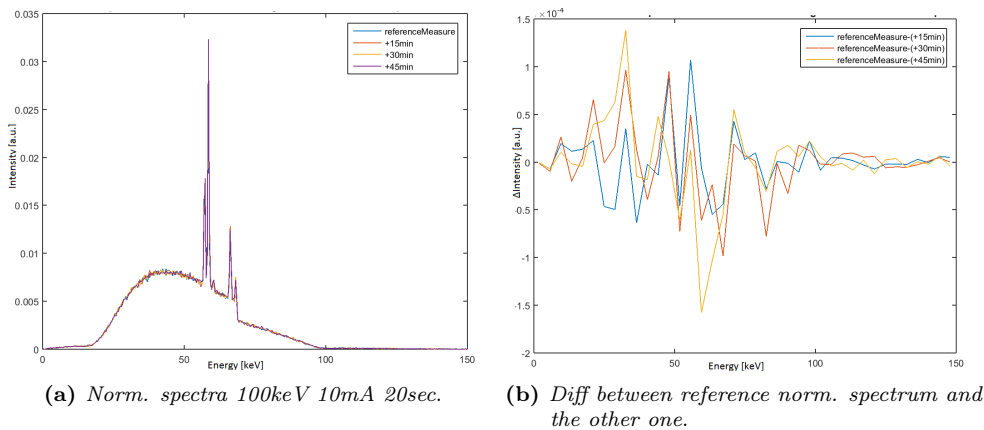 0.035
0.03
0.025
0.02
0.015
0.01
0.005
0
0
50
100
150
Intensity [a.u.]
Energy [keV]
referenceMeasure
+15min
+30min
+45min
(a) Norm. spectra 100keV 10mA 20sec.
×10⁻⁴
1.5
1
0.5
0
-0.5
-1
-1.5
-2
0
50
100
150
ΔIntensity [a.u.]
Energy [keV]
referenceMeasure-(+15min)
referenceMeasure-(+30min)
referenceMeasure-(+45min)
(b) Diff between reference norm. spectrum and
the other one.